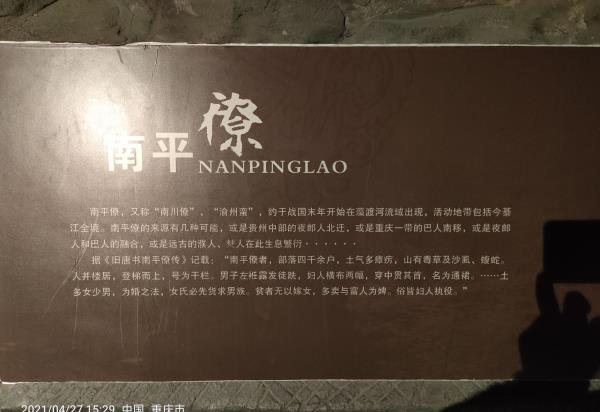 南平僚
NANPINGLAO
南平僚，又称“南川僚”、“渝州蛮”，约于战国末年开始在藻渡河流域出现，活动地带包括今綦
江全境。南平僚的来源有几种可能，或是贵州中部的夜郎人北迁，或是重庆一带的巴人南移，或是夜郎
人和巴人的融合，或是远古的濮人、僰人在此生息繁衍······
据《旧唐书南平僚传》记载：“南平僚者，部落四千余户，土气多瘴疠，山有毒草及沙虱、蝮蛇。
人并楼居，登梯而上，号为干栏。男子左衽露发徒跣，妇人横布两幅，穿中贯其首，名为通裙。……土
多女少男，为婚之法，女氏必先货求男族。贫者无以嫁女，多卖与富人为婢。俗皆妇人执役。”
2021/04/27 15:29 中国 重庆市